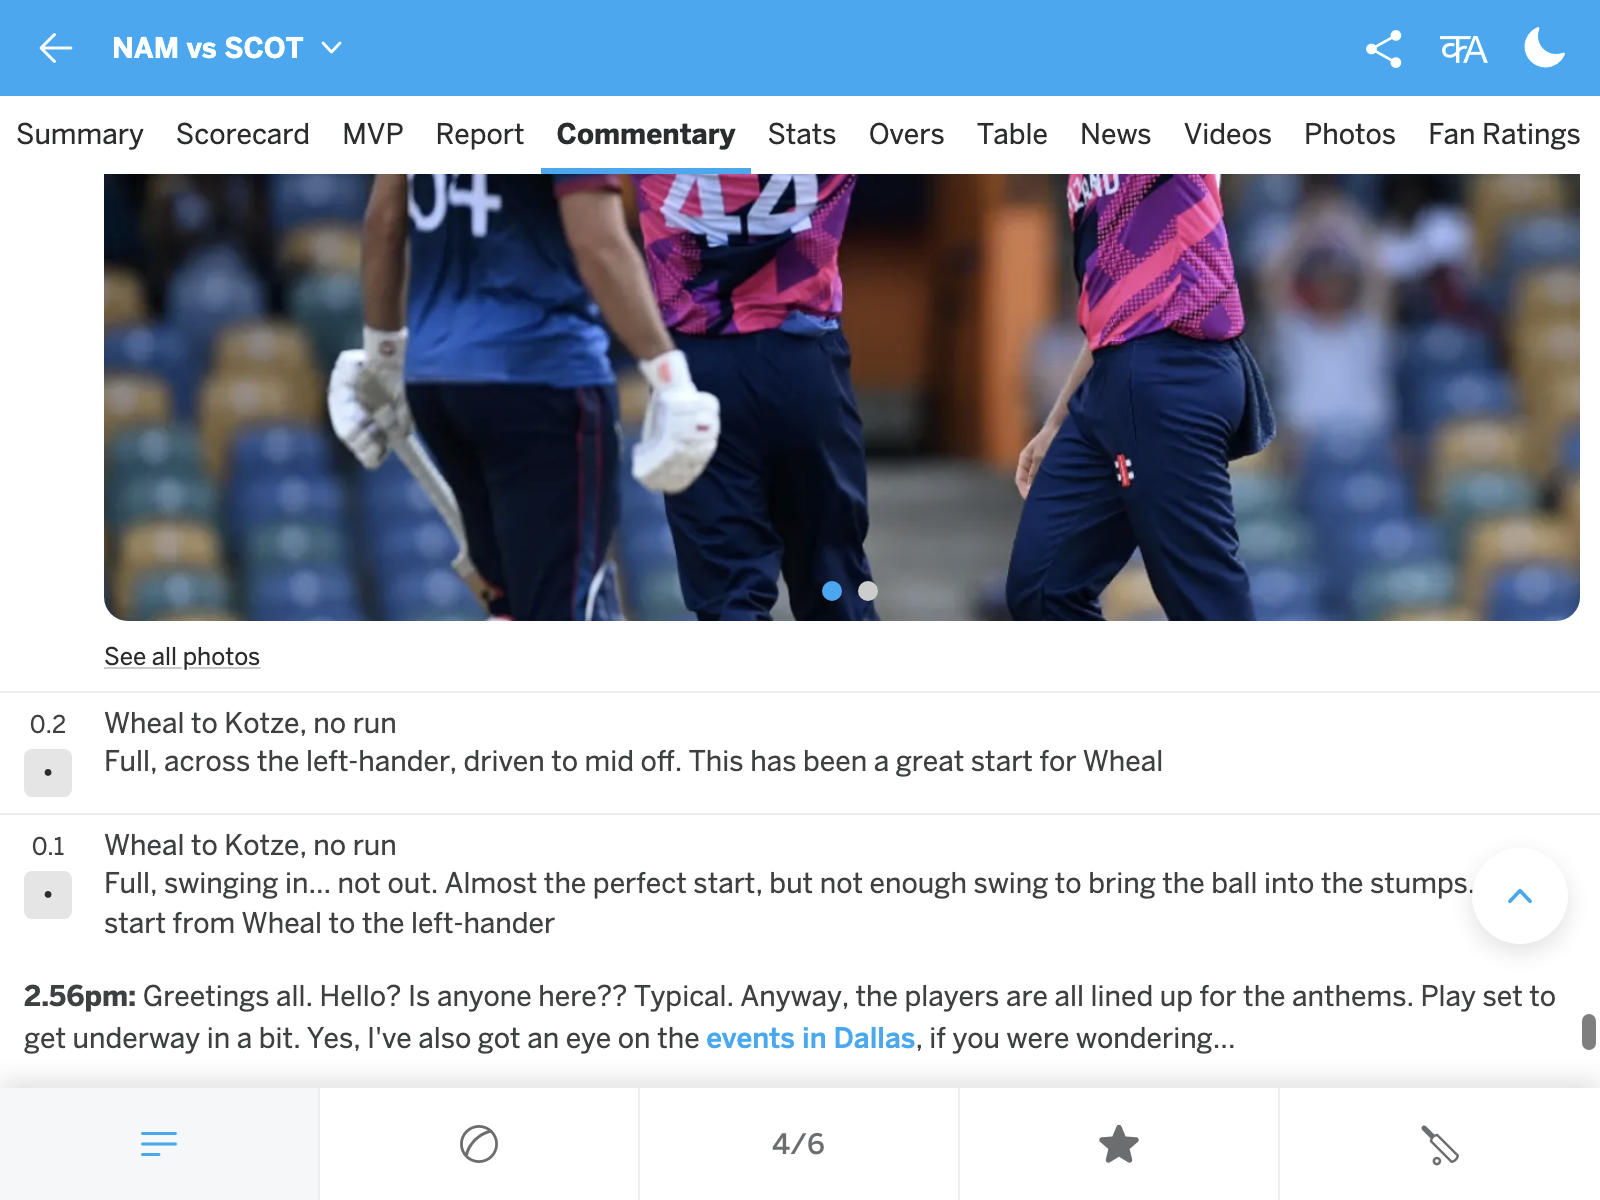 NAM vs SCOT
काA
Summary Scorecard MVP Report Commentary Stats Overs Table News Videos Photos Fan Ratings
44
See all photos
0.2 Wheal to Kotze, no run
• Full, across the left-hander, driven to mid off. This has been a great start for Wheal
0.1 Wheal to Kotze, no run
• Full, swinging in... not out. Almost the perfect start, but not enough swing to bring the ball into the stumps.
start from Wheal to the left-hander
2.56pm: Greetings all. Hello? Is anyone here?? Typical. Anyway, the players are all lined up for the anthems. Play set to
get underway in a bit. Yes, I've also got an eye on the events in Dallas, if you were wondering...
4/6